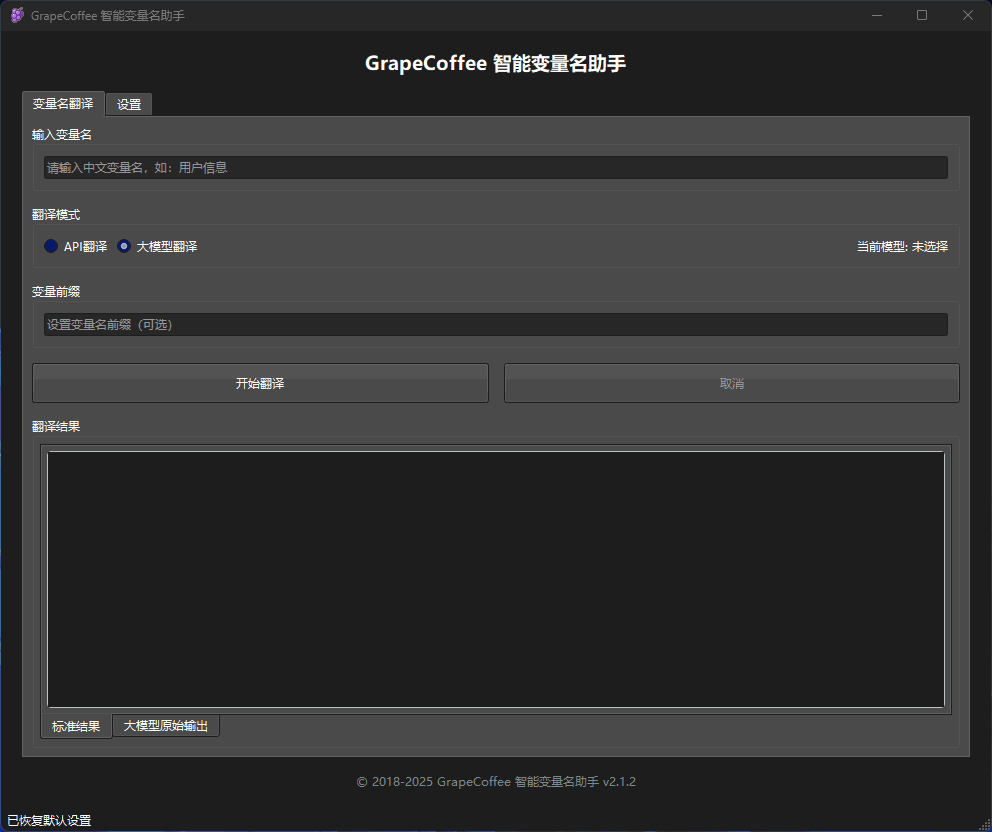 GrapeCoffee 智能变量名助手
GrapeCoffee 智能变量名助手
变量名翻译 设置
输入变量名
请输入中文变量名，如：用户信息
翻译模式
API翻译 大模型翻译 当前模型: 未选择
变量前缀
设置变量名前缀（可选）
开始翻译 取消
翻译结果
标准结果 大模型原始输出
© 2018-2025 GrapeCoffee 智能变量名助手 v2.1.2
已恢复默认设置